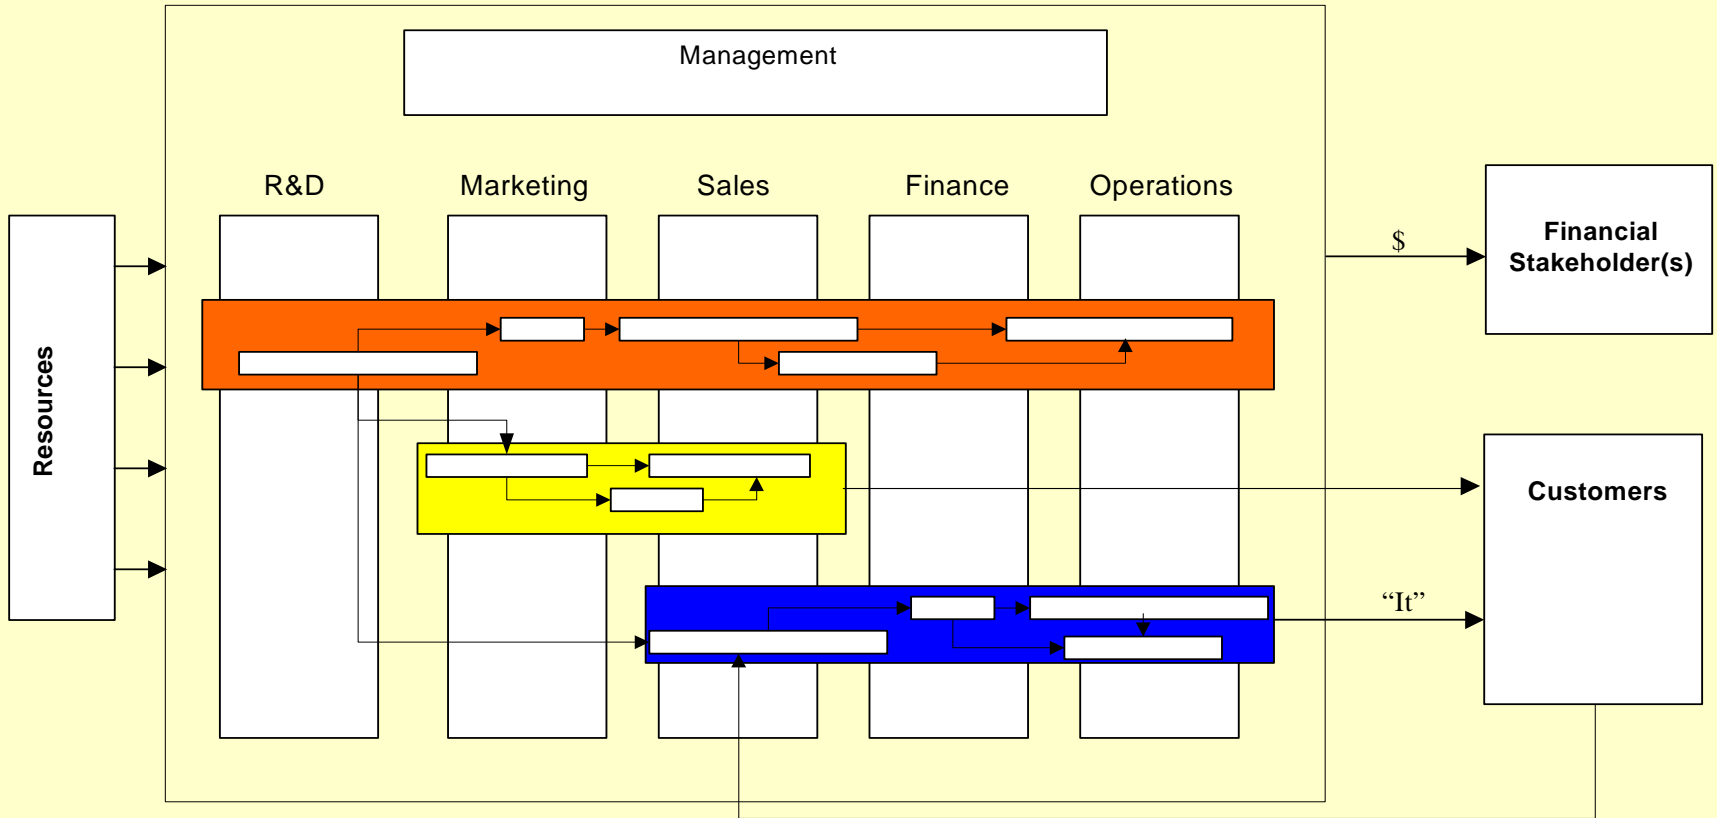 Management
R&D
Marketing
Sales
Finance
Operations
Resources
$
Financial
Stakeholder(s)
Customers
“It”